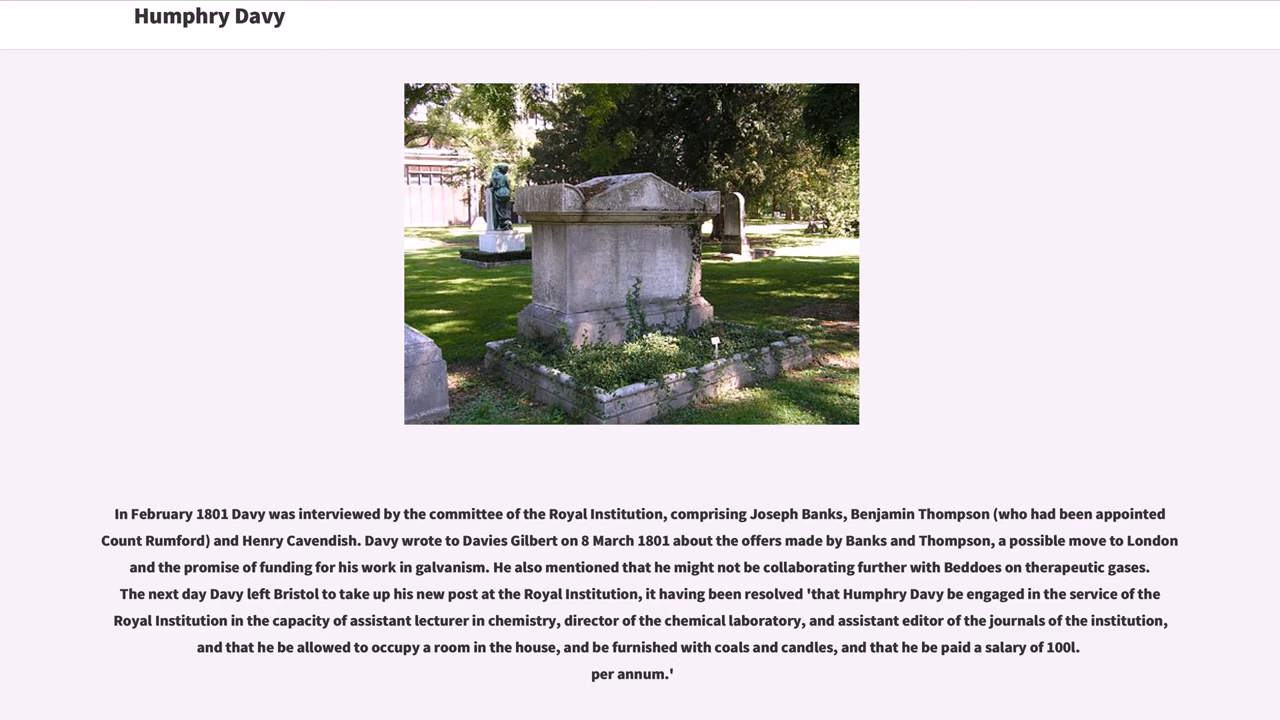 Humphry Davy
In February 1801 Davy was interviewed by the committee of the Royal Institution, comprising Joseph Banks, Benjamin Thompson (who had been appointed
Count Rumford) and Henry Cavendish. Davy wrote to Davies Gilbert on 8 March 1801 about the offers made by Banks and Thompson, a possible move to London
and the promise of funding for his work in galvanism. He also mentioned that he might not be collaborating further with Beddoes on therapeutic gases.
The next day Davy left Bristol to take up his new post at the Royal Institution, it having been resolved 'that Humphry Davy be engaged in the service of the
Royal Institution in the capacity of assistant lecturer in chemistry, director of the chemical laboratory, and assistant editor of the journals of the institution,
and that he be allowed to occupy a room in the house, and be furnished with coals and candles, and that he be paid a salary of 100l.
per annum.'